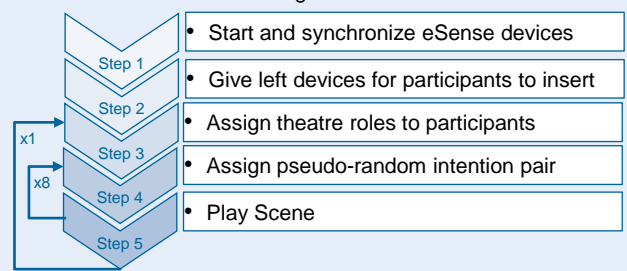 Step 1
• Start and synchronize eSense devices
Step 2
• Give left devices for participants to insert
Step 3
• Assign theatre roles to participants
Step 4
• Assign pseudo-random intention pair
Step 5
• Play Scene
x1
x8